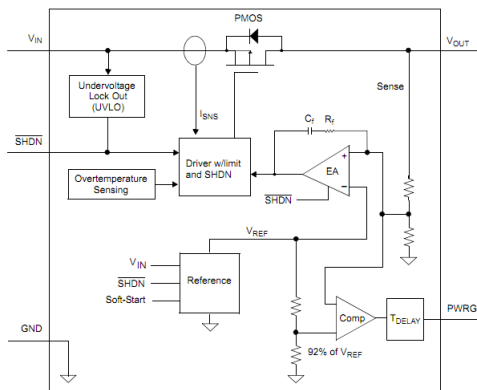 PMOS
VIN
VOUT
Undervoltage
Lock Out
(UVLO)
Sense
iSNS
Cf
Rf
SHDN
Driver w/limit
and SHDN
+
EA
–
Overtemperature
Sensing
SHDN
VREF
VIN
SHDN
Soft-Start
Reference
Comp
TDELAY
PWRG
GND
92% of VREF